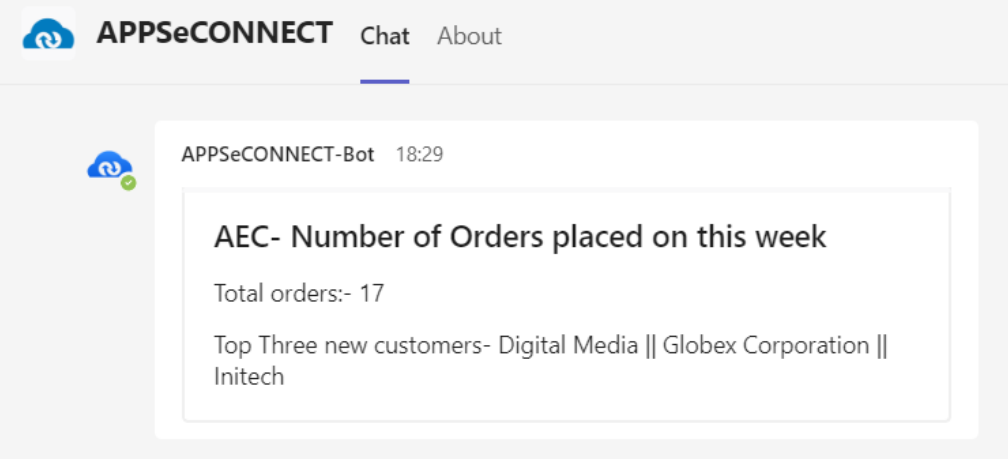 APPSeCONNECT Chat About
APPSeCONNECT-Bot 18:29
AEC- Number of Orders placed on this week
Total orders:- 17
Top Three new customers- Digital Media || Globex Corporation ||
Initech